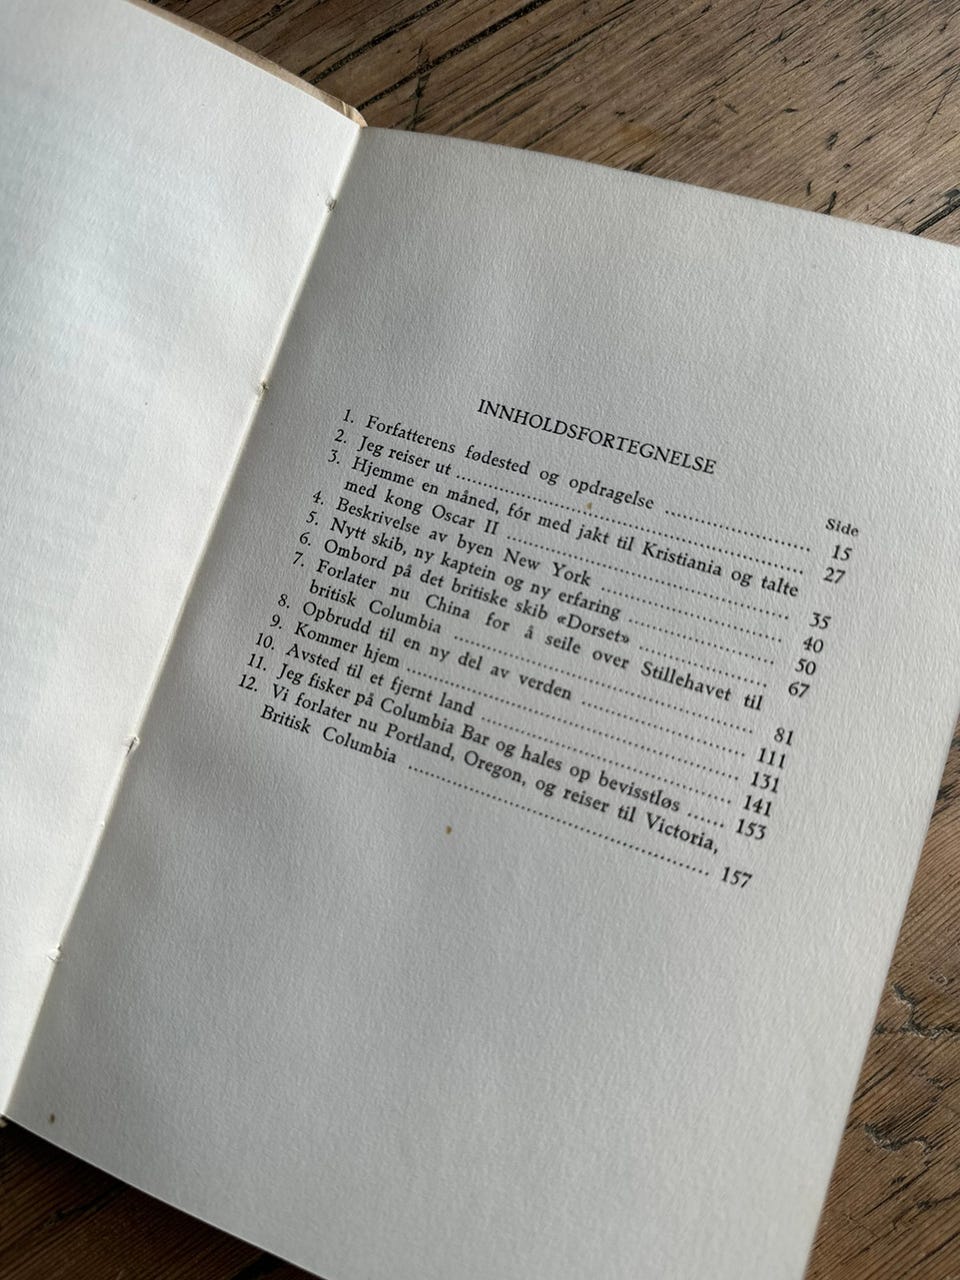 INNHOLDSFORTEGNELSE
Side
1. Forfatterens fødested og opdragelse ........................ 15
2. Jeg reiser ut ........................................................ 27
3. Hjemme en måned, fór med jakt til Kristiania og talte
med kong Oscar II ............................................... 35
4. Beskrivelse av byen New York .............................. 40
5. Nytt skib, ny kaptein og ny erfaring ...................... 50
6. Ombord på det britiske skib «Dorset» .................... 67
7. Forlater nu China for å seile over Stillehavet til
britisk Columbia .................................................. 81
8. Opbrudd til en ny del av verden .......................... 111
9. Kommer hjem ..................................................... 131
10. Avsted til et fjernt land ...................................... 141
11. Jeg fisker på Columbia Bar og hales op bevisstløs ...... 153
12. Vi forlater nu Portland, Oregon, og reiser til Victoria,
Britisk Columbia ................................................ 157